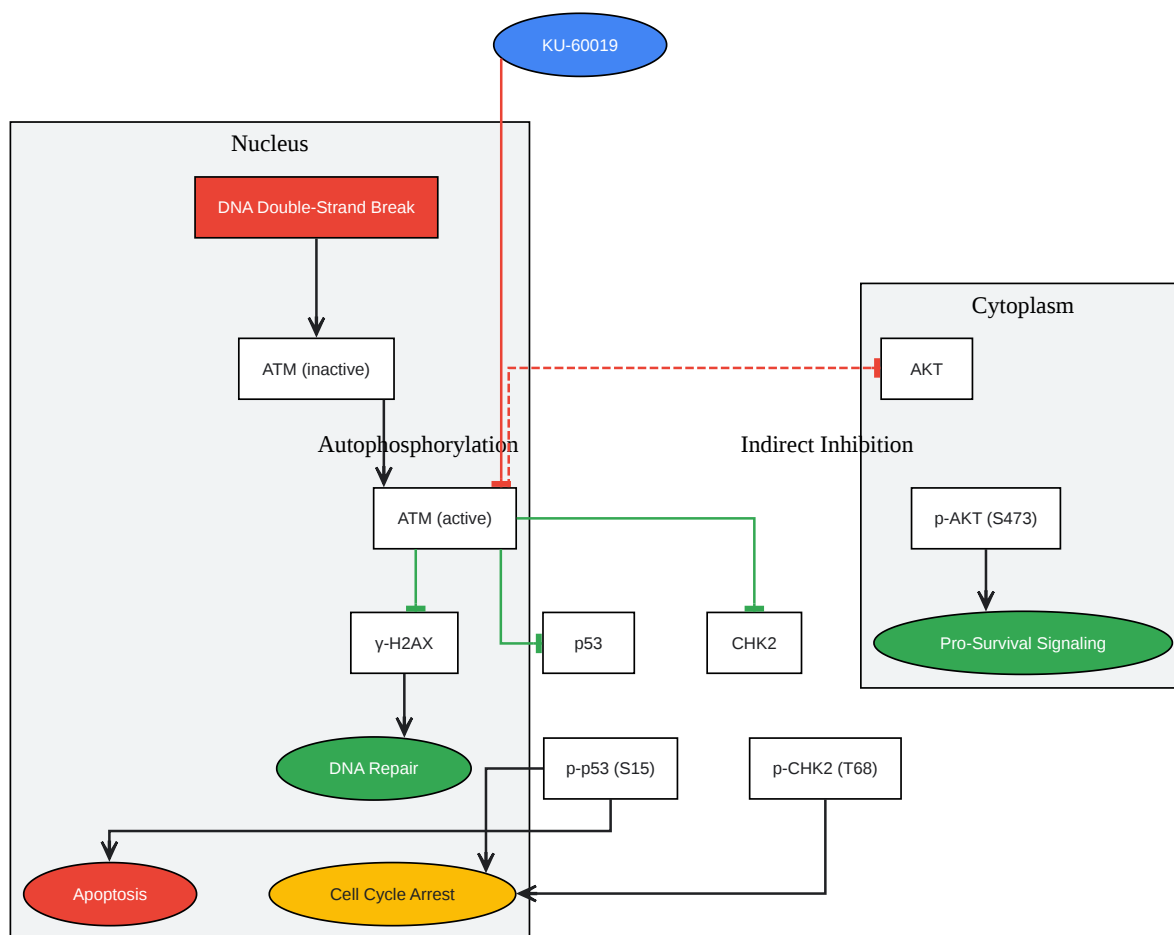 KU-60019
Nucleus
DNA Double-Strand Break
Cytoplasm
ATM (inactive)
AKT
Autophosphorylation
Indirect Inhibition
ATM (active)
p-AKT (S473)
γ-H2AX
p53
CHK2
Pro-Survival Signaling
DNA Repair
p-p53 (S15)
p-CHK2 (T68)
Apoptosis
Cell Cycle Arrest